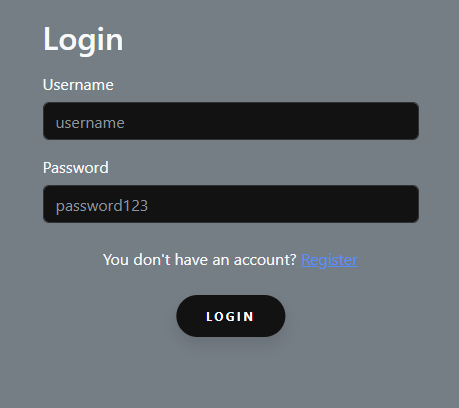 Login
Username
username
Password
password123
You don't have an account? Register
LOGIN